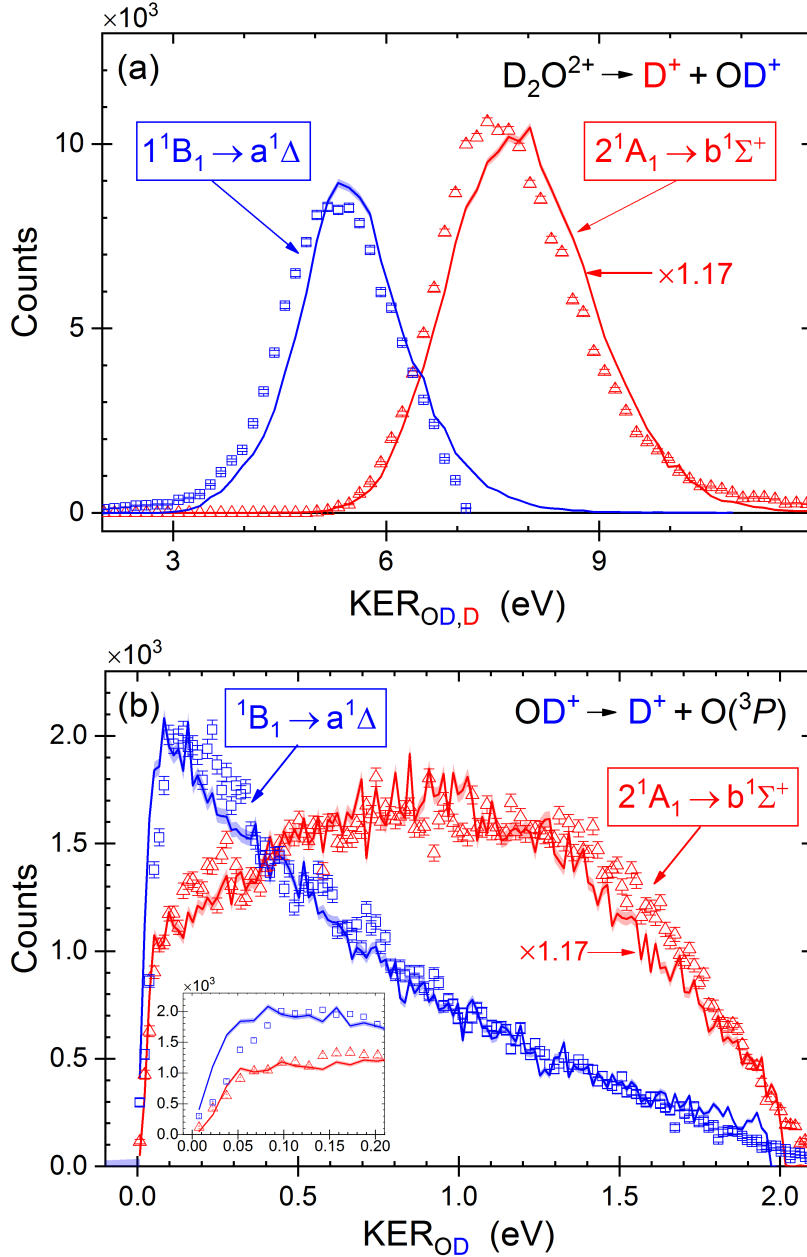 ×10³
(a)
D₂O²⁺ → D⁺ + OD⁺
1¹B₁ → a¹Δ
2¹A₁ → b¹Σ⁺
×1.17
Counts
10
5
0
3 6 9
KER_OD,D (eV)
×10³
(b)
OD⁺ → D⁺ + O(³P)
¹B₁ → a¹Δ
2¹A₁ → b¹Σ⁺
×1.17
Counts
2.0
1.5
1.0
0.5
0.0
×10³
2.0
1.5
1.0
0.5
0.0
0.00 0.05 0.10 0.15 0.20
0.0 0.5 1.0 1.5 2.0
KER_OD (eV)